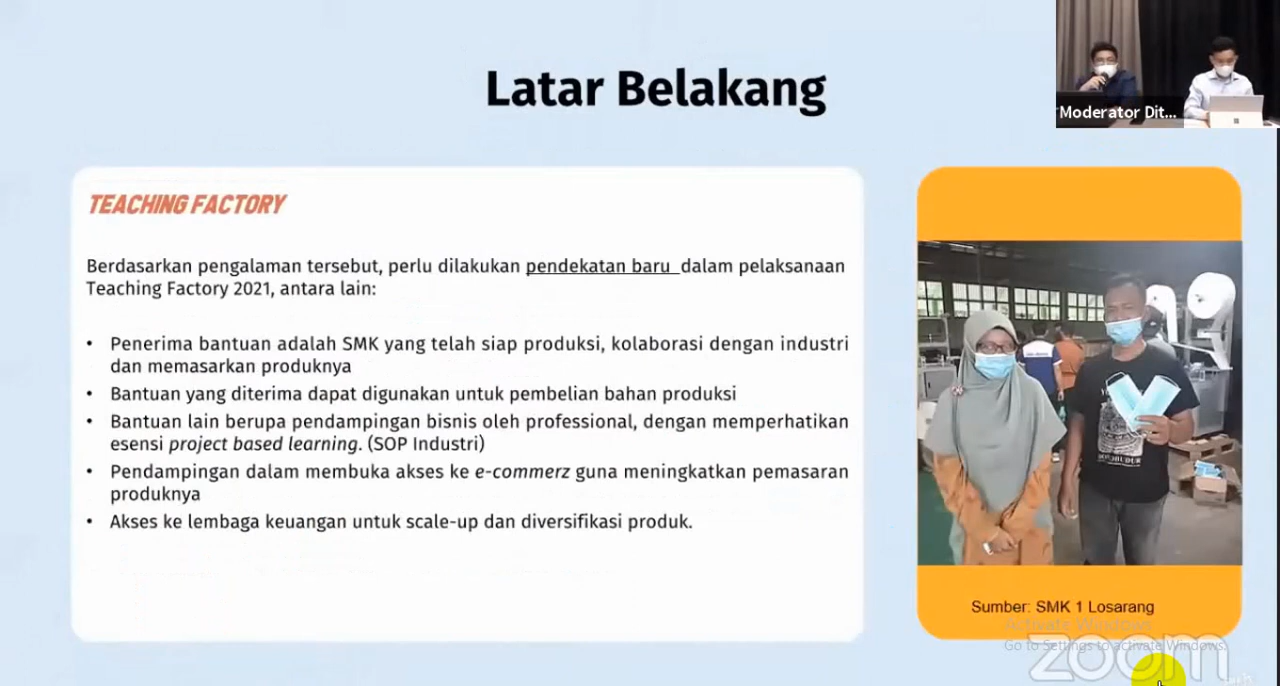 Latar Belakang
Moderator Dit...
TEACHING FACTORY
Berdasarkan pengalaman tersebut, perlu dilakukan pendekatan baru dalam pelaksanaan
Teaching Factory 2021, antara lain:
• Penerima bantuan adalah SMK yang telah siap produksi, kolaborasi dengan industri
dan memasarkan produknya
• Bantuan yang diterima dapat digunakan untuk pembelian bahan produksi
• Bantuan lain berupa pendampingan bisnis oleh professional, dengan memperhatikan
esensi project based learning. (SOP Industri)
• Pendampingan dalam membuka akses ke e-commerz guna meningkatkan pemasaran
produknya
• Akses ke lembaga keuangan untuk scale-up dan diversifikasi produk.
Sumber: SMK 1 Losarang
Activate Windows
Go to Settings to activate Windows.
zoom